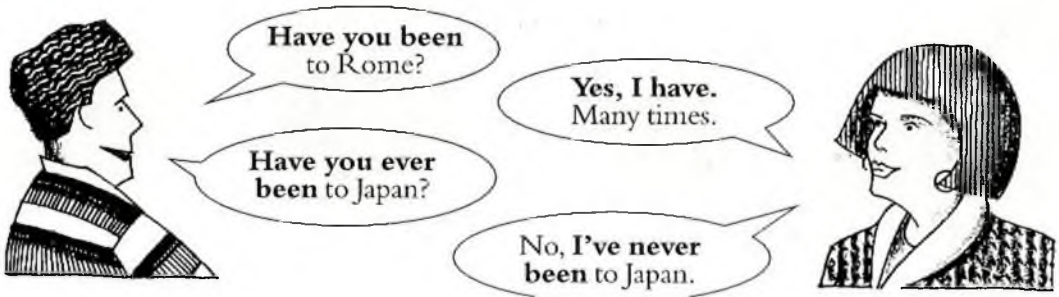 Have you been
to Rome?
Yes, I have.
Many times.
Have you ever
been to Japan?
No, I've never
been to Japan.